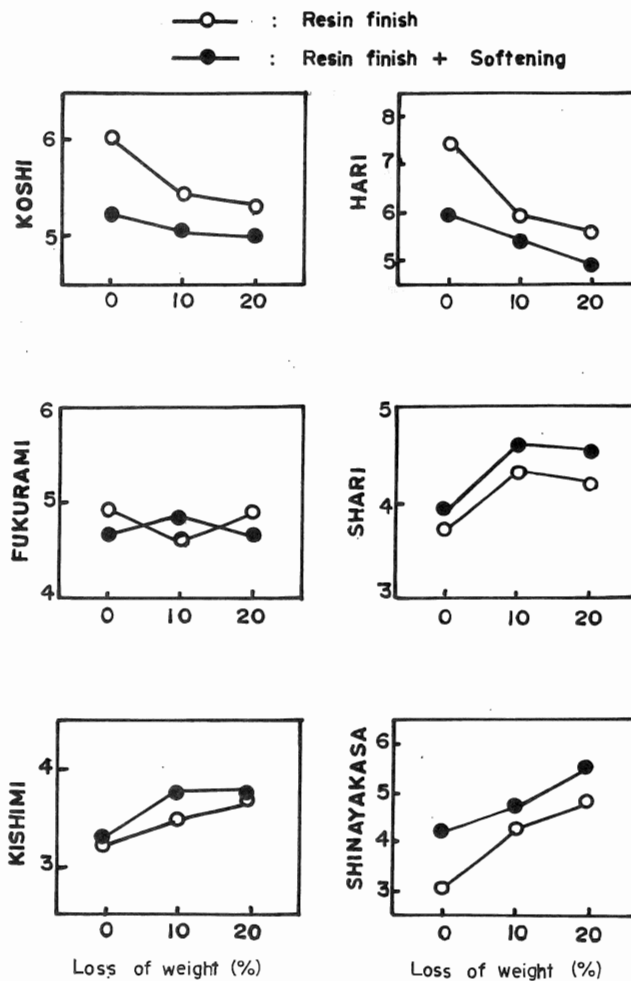 : Resin finish
: Resin finish + Softening
KOSHI
6
5
0 10 20
HARI
8
7
6
5
0 10 20
FUKURAMI
6
5
4
0 10 20
SHARI
5
4
3
0 10 20
KISHIMI
4
3
0 10 20
Loss of weight (%)
SHINAYAKASA
6
5
4
3
0 10 20
Loss of weight (%)